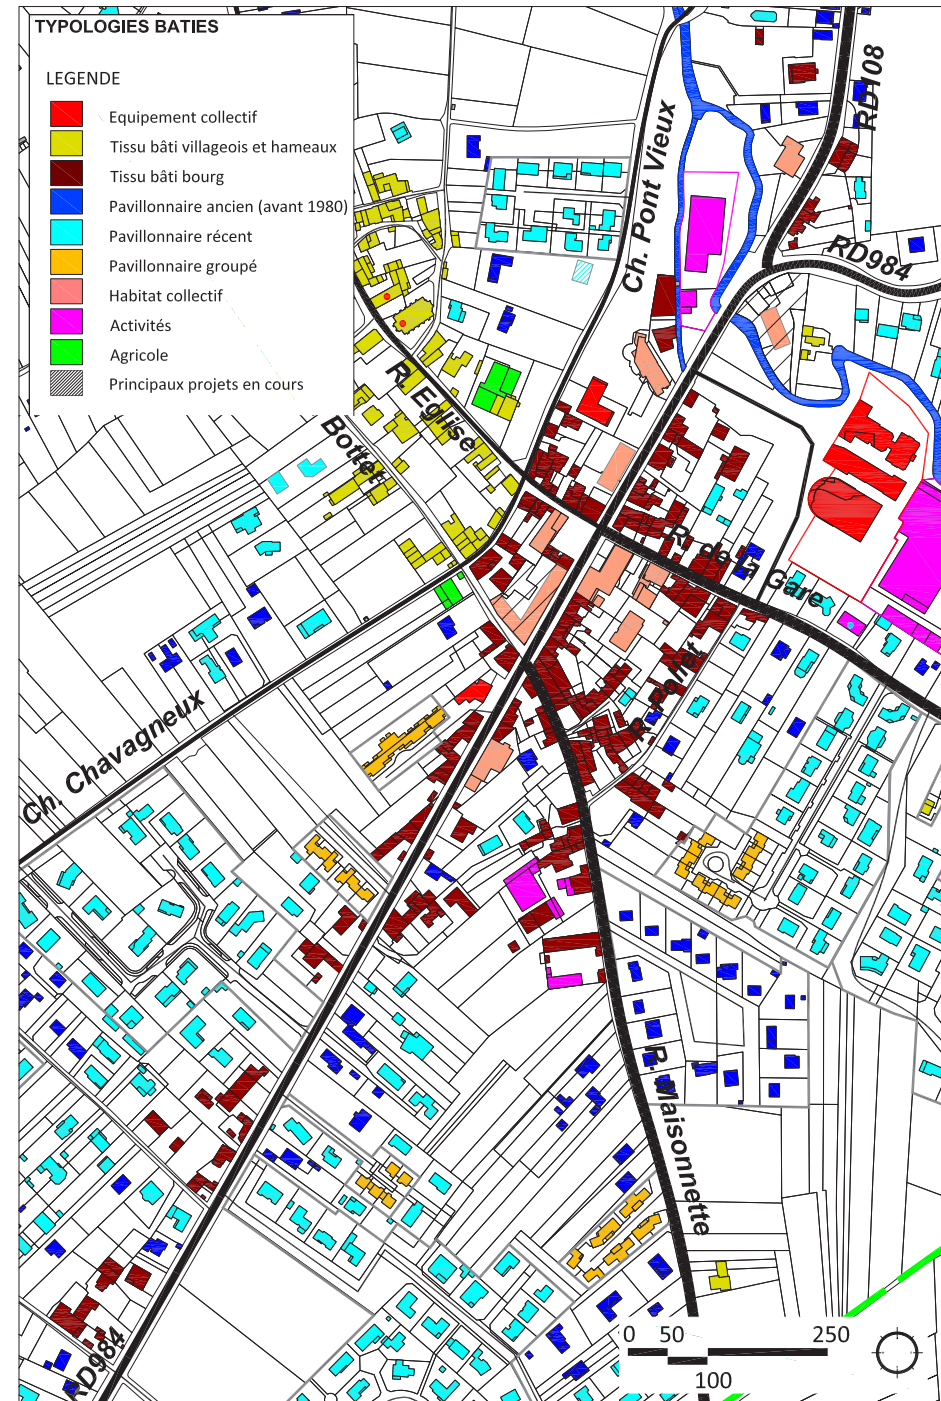 TYPOLOGIES BATIES
LEGENDE
Equipement collectif
Tissu bâti villageois et hameaux
Tissu bâti bourg
Pavillonnaire ancien (avant 1980)
Pavillonnaire récent
Pavillonnaire groupé
Habitat collectif
Activités
Agricole
Principaux projets en cours
RD108
Ch. Pont Vieux
RD984
R. Eglise
Bottet
R. de la Gare
R. Pollet
Ch. Chavagneux
R. Maisonnette
RD984
0 50 250
100